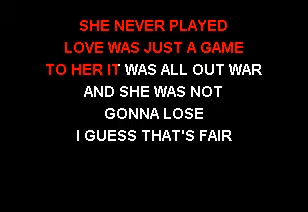 SHE NEVER PLAYED
LOVE WAS JUST A GAME
TO HER IT WAS ALL OUT WAR
AND SHE WAS NOT
GONNA LOSE
I GUESS THAT'S FAIR